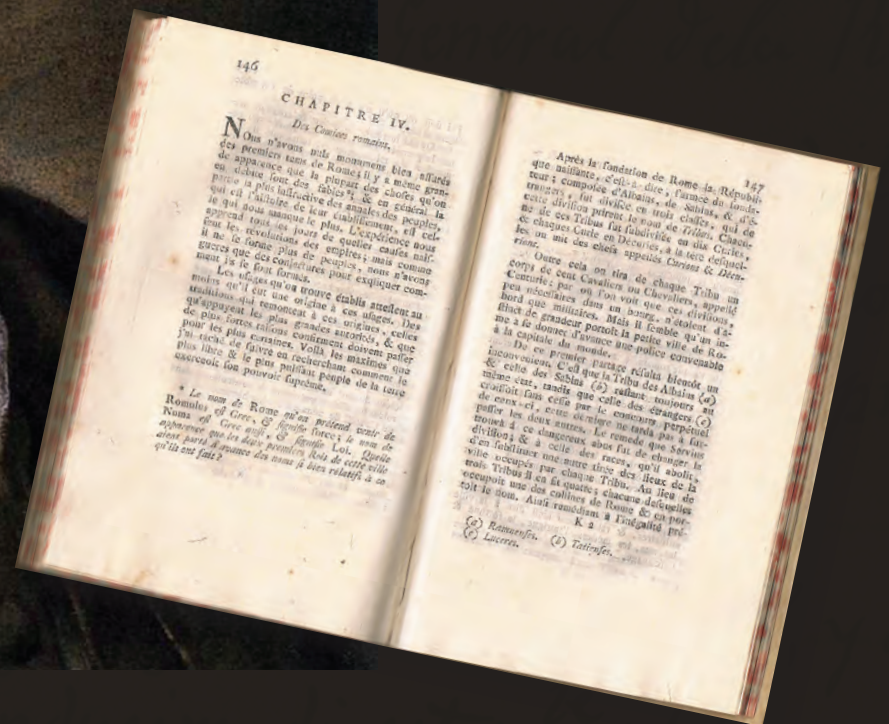 General dela
146
CHAPITRE IV.
Des Comices romains.
NOus n'avons nuls monumens bien assurés
des premiers tems de Rome; il y a même gran-
de apparence que la plupart des choses qu'on
en débite sont des fables*; & en général la
partie la plus instructive des annales des peuples,
qui est l'histoire de leur établissement, est cel-
le qui nous manque le plus. L'expérience nous
apprend tous les jours de quelles causes nais-
sent les révolutions des empires; mais comme
il ne se forme plus de peuples, nous n'avons
gueres que des conjectures pour expliquer com-
ment ils se sont formés.
Les usages qu'on trouve établis attestent au
moins qu'il y eut une origine à ces usages. Des
traditions qui remontent à ces origines, celles
qu'appuyent les plus grandes autorités, & que
de plus fortes raisons confirment doivent passer
pour les plus certaines. Voilà les maximes que
j'ai tâché de suivre en recherchant comment le
plus libre & le plus puissant peuple de la terre
exerçoit son pouvoir suprême.
* Le nom de Rome qu'on prétend venir de
Romulus est Grec, & signifie force; le nom de
Numa est Grec aussi, & signifie Loi. Quelle
apparence que les deux premiers Rois de cette ville
aient porté d'avance des noms si bien rélatifs à ce
qu'ils ont fait?
147
Après la fondation de Rome la Républi-
que naissante, c'est-à-dire, l'armée du fonda-
teur, composée d'Albains, de Sabins, & d'é-
trangers, fut divisée en trois classes, qui de
cette division prirent le nom de Tribus. Chacu-
ne de ces Tribus fut subdivisée en dix Curies,
& chaque Curie en Décuries, à la tête desquel-
les on mit des chefs appellés Curions & Décu-
rions.
Outre cela on tira de chaque Tribu un
corps de cent Cavaliers ou Chevaliers, appellé
Centurie: par où l'on voit que ces divisions,
peu nécessaires dans un bourg, n'étoient d'a-
bord que militaires. Mais il semble qu'un in-
stinct de grandeur portoit la petite ville de Ro-
me à se donner d'avance une police convenable
à la capitale du monde.
De ce premier partage résulta bientôt un
inconvénient. C'est que la Tribu des Albains (a)
& celle des Sabins (b) restant toujours au
même état, tandis que celle des étrangers (c)
croissoit sans cesse par le concours perpétuel
de ceux-ci, cette derniere ne tarda pas à sur-
passer les deux autres. Le remede que Servius
trouva à ce dangereux abus fut de changer la
division; & à celle des races, qu'il abolit,
d'en substituer une autre tirée des lieux de la
ville occupés par chaque Tribu. Au lieu de
trois Tribus il en fit quatre; chacune desquelles
occupoit une des collines de Rome & en por-
toit le nom. Ainsi remédiant à l'inégalité pré-
K 2
(a) Ramnenses. (b) Tatienses.
(c) Luceres.